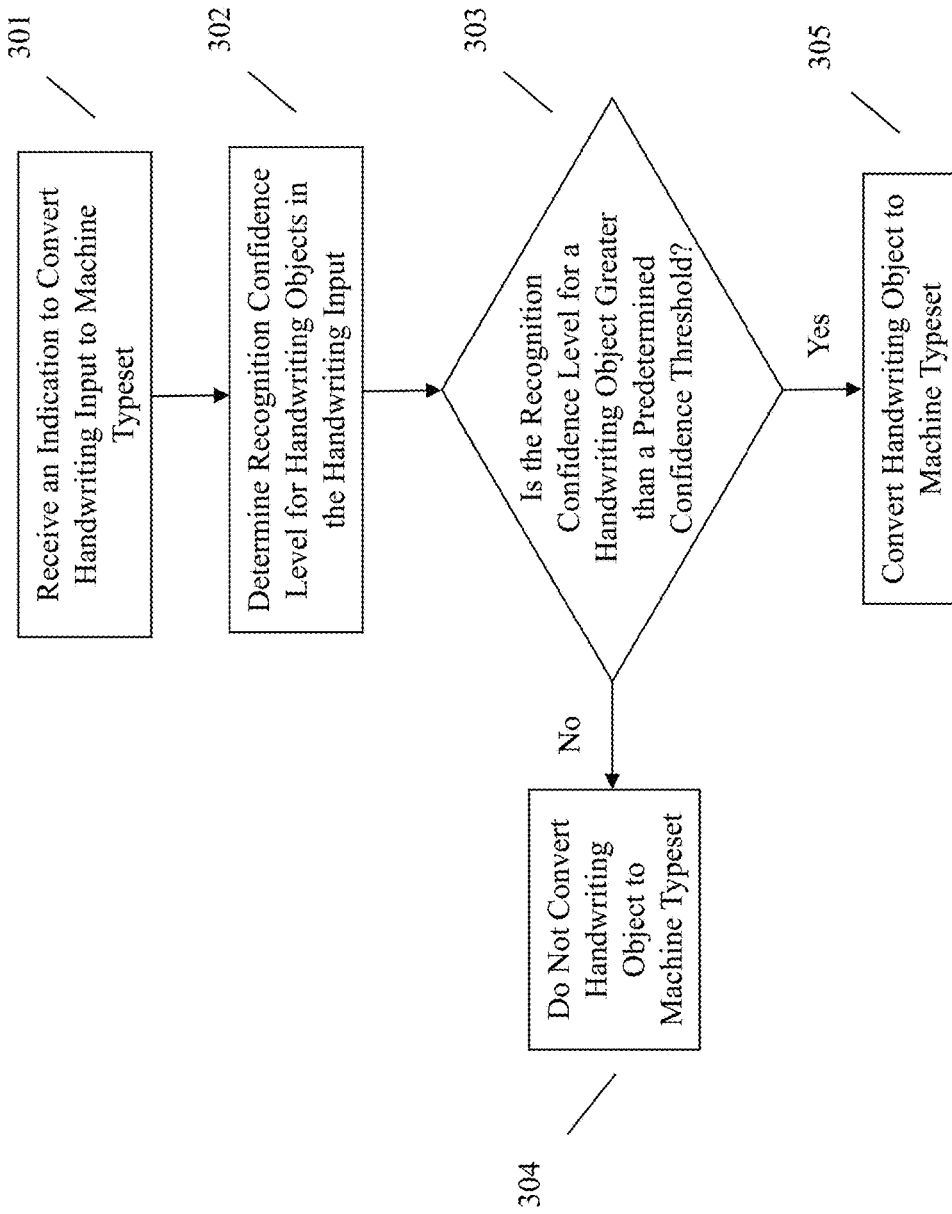 301
Receive an Indication to Convert
Handwriting Input to Machine
Typeset
302
Determine Recognition Confidence
Level for Handwriting Objects in
the Handwriting Input
303
Is the Recognition
Confidence Level for a
Handwriting Object Greater
than a Predetermined
Confidence Threshold?
No
Yes
304
Do Not Convert
Handwriting
Object to
Machine Typeset
305
Convert Handwriting Object to
Machine Typeset